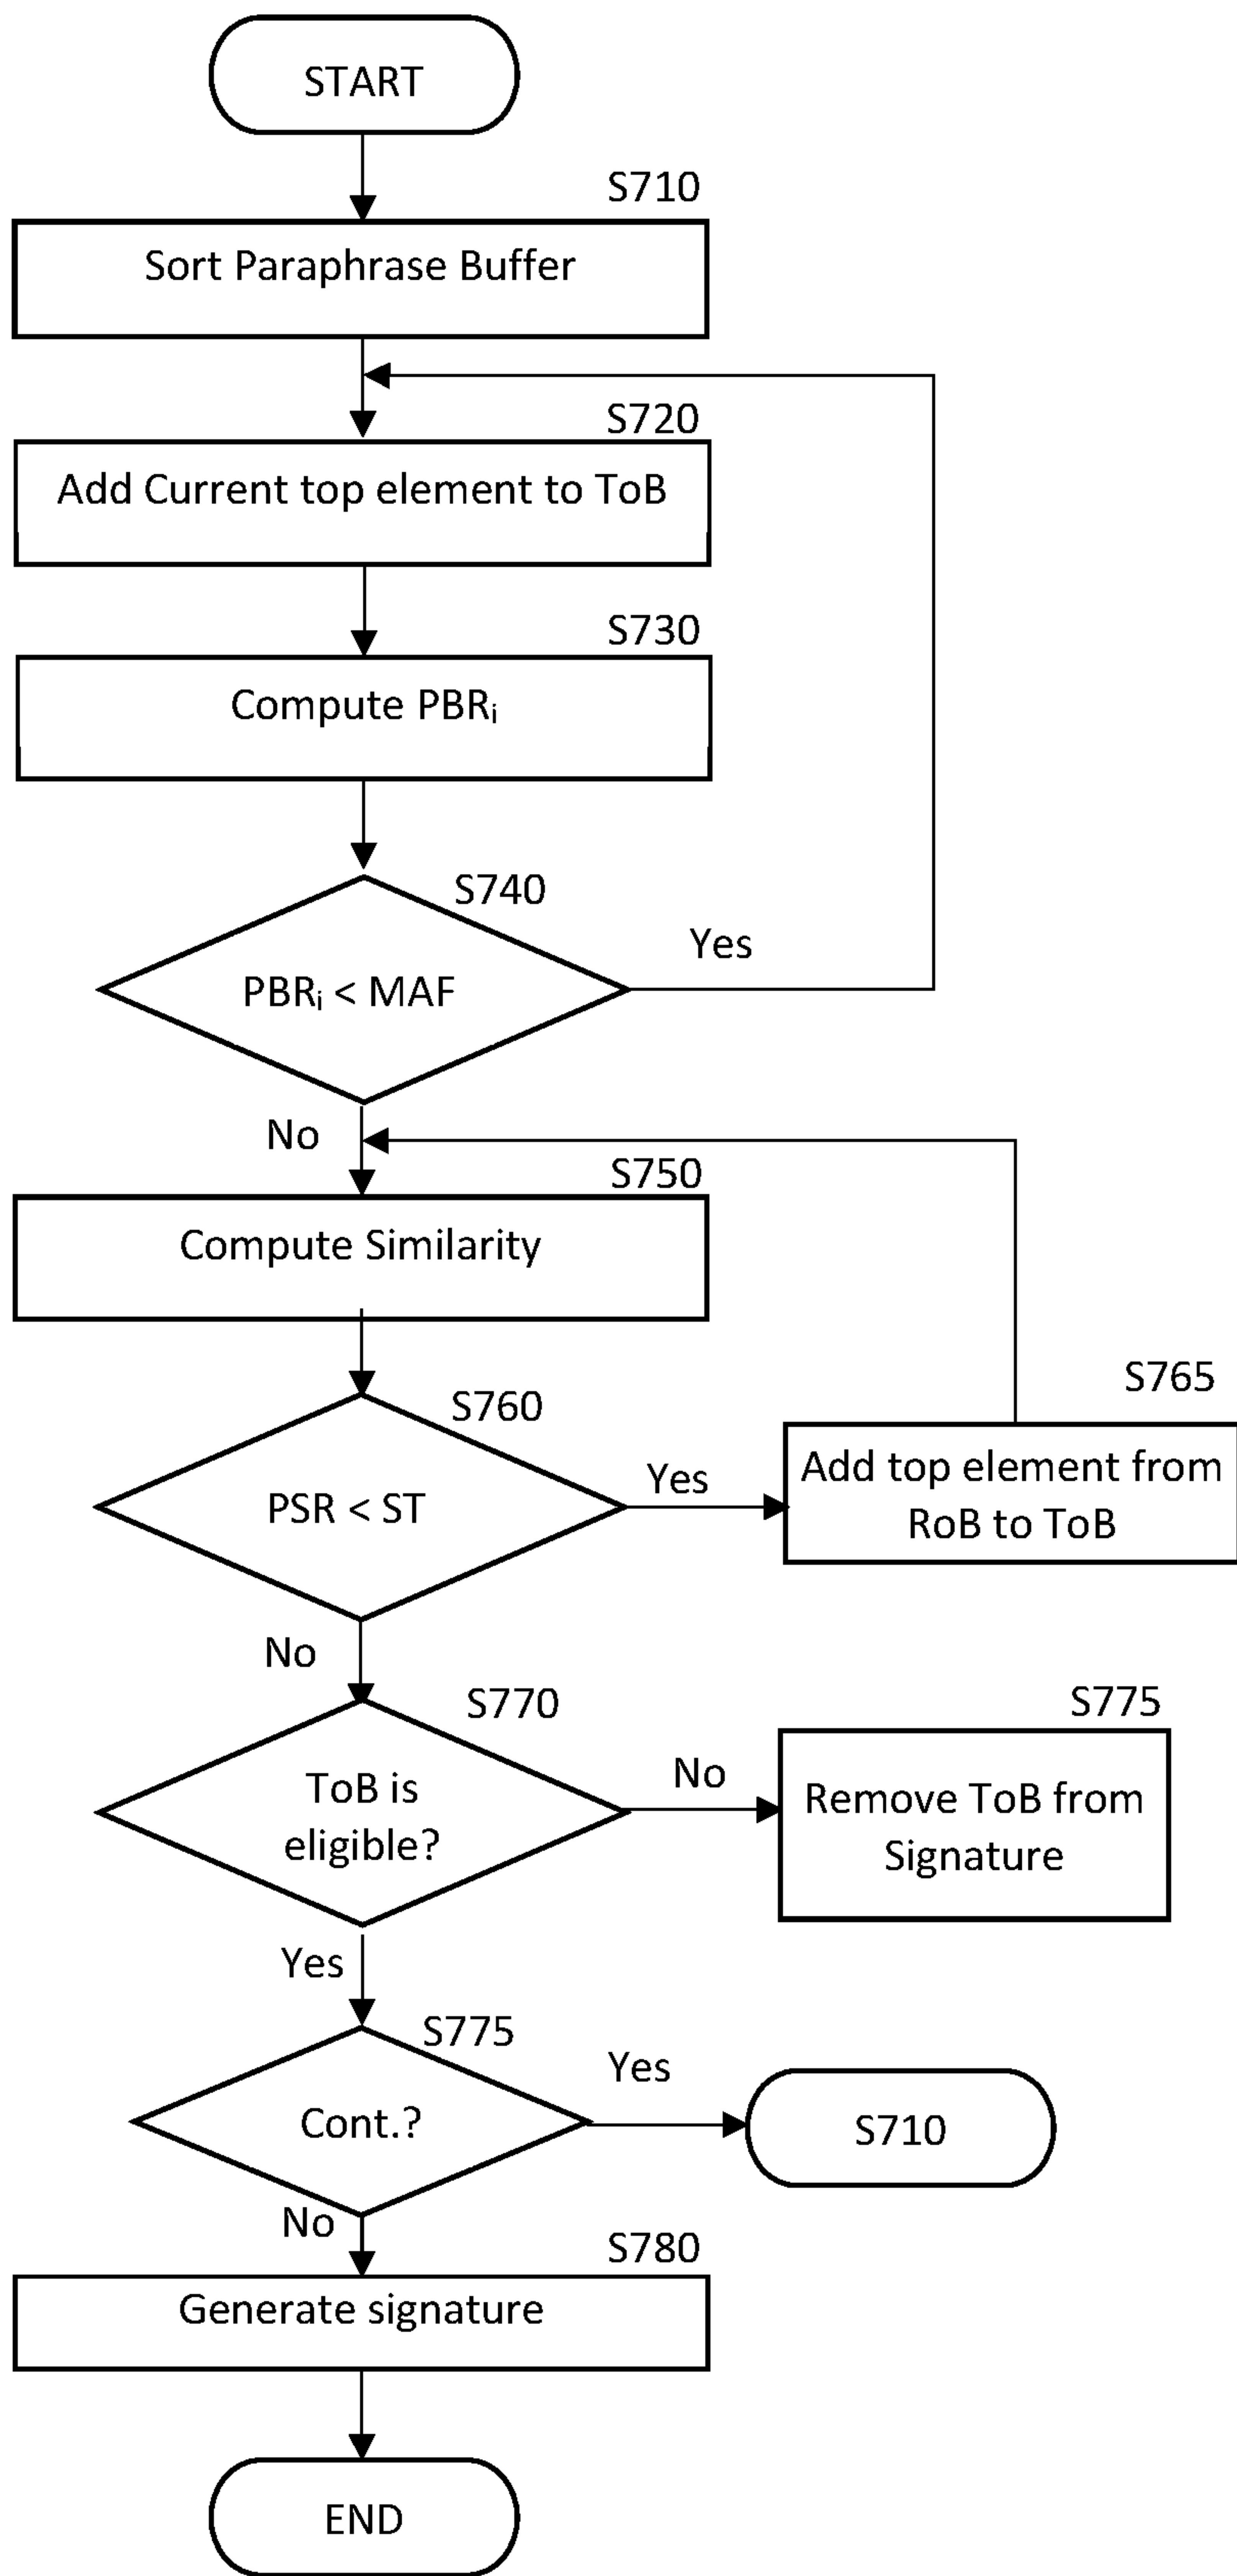 START
S710
Sort Paraphrase Buffer
S720
Add Current top element to ToB
S730
Compute PBRᵢ
S740
PBRᵢ < MAF
Yes
No
S750
Compute Similarity
S760
PSR < ST
Yes
S765
Add top element from
RoB to ToB
No
S770
ToB is
eligible?
No
S775
Remove ToB from
Signature
Yes
S775
Cont.?
Yes
S710
No
S780
Generate signature
END